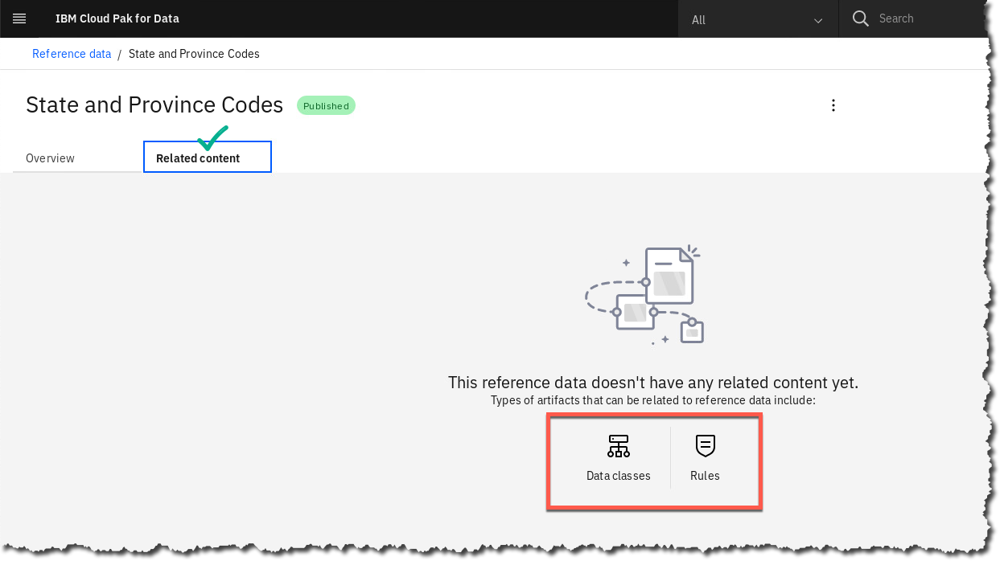 IBM Cloud Pak for Data
All
Search
Reference data / State and Province Codes
State and Province Codes
Published
Overview
Related content
This reference data doesn't have any related content yet.
Types of artifacts that can be related to reference data include:
Data classes
Rules